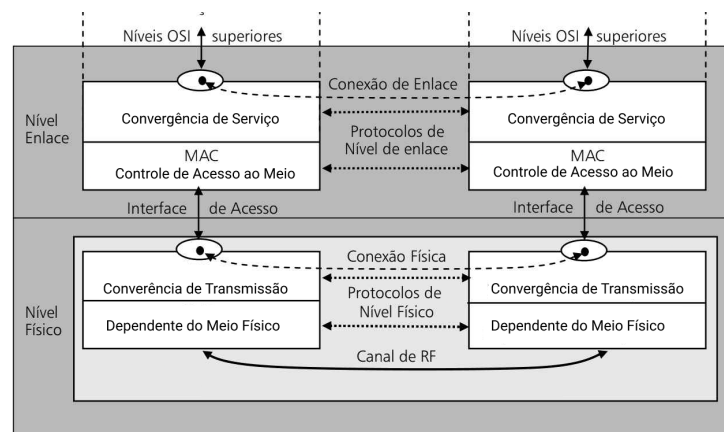 Níveis OSI superiores
Níveis OSI superiores
Nível
Enlace
Conexão de Enlace
Convergência de Serviço
Convergência de Serviço
Protocolos de
Nível de enlace
MAC
Controle de Acesso ao Meio
MAC
Controle de Acesso ao Meio
Interface de Acesso
Interface de Acesso
Nível
Físico
Conexão Física
Converência de Transmissão
Convergência de Transmissão
Protocolos de
Nível Físico
Dependente do Meio Físico
Dependente do Meio Físico
Canal de RF